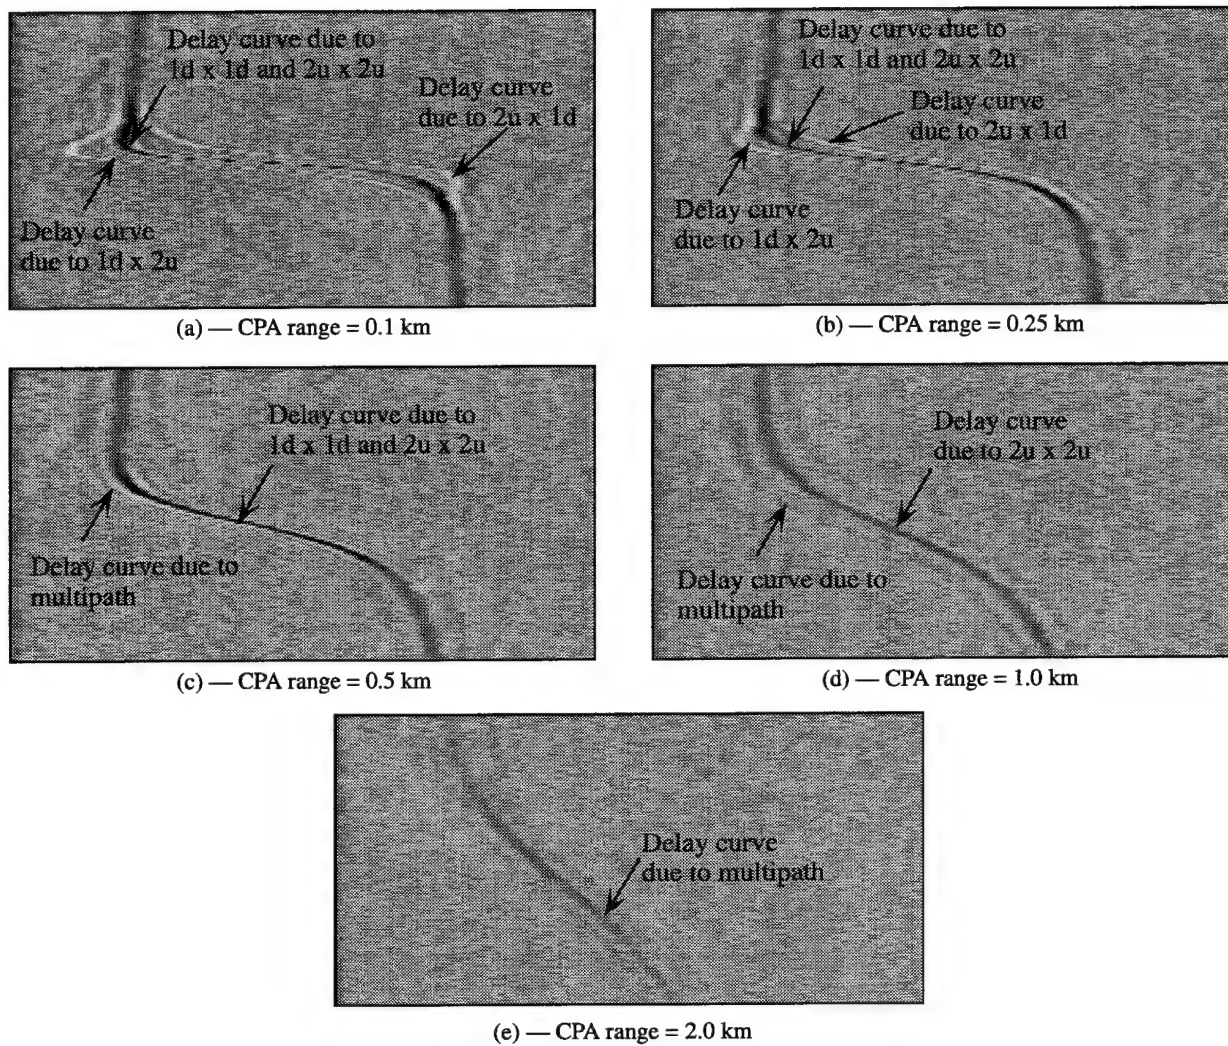 Delay curve due to
1d x 1d and 2u x 2u
Delay curve
due to 2u x 1d
Delay curve
due to 1d x 2u
(a) — CPA range = 0.1 km
Delay curve due to
1d x 1d and 2u x 2u
Delay curve
due to 2u x 1d
Delay curve
due to 1d x 2u
(b) — CPA range = 0.25 km
Delay curve due to
1d x 1d and 2u x 2u
Delay curve due to
multipath
(c) — CPA range = 0.5 km
Delay curve
due to 2u x 2u
Delay curve due to
multipath
(d) — CPA range = 1.0 km
Delay curve
due to multipath
(e) — CPA range = 2.0 km